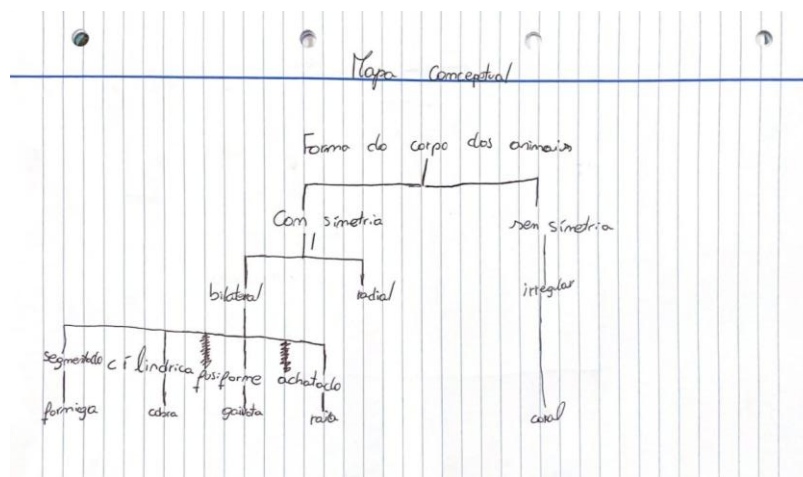 Mapa Conceptual
Forma do corpo dos animais
Com simetria sem simetria
bilateral radial irregular
segmentado cílindrica fusiforme achatado
formiga cobra gaivota raia coral